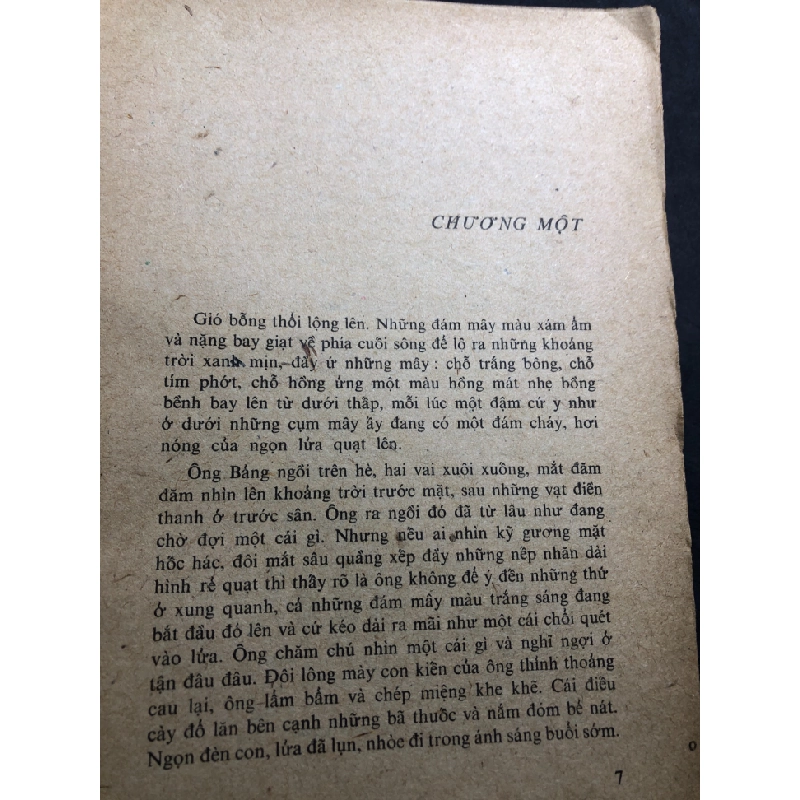 CHƯƠNG MỘT
Gió bỗng thổi lộng lên. Những đám mây màu xám ẩm
và nặng bay giạt về phía cuối sông để lộ ra những khoảng
trời xanh mịn, đầy ứ những mây : chỗ trắng bông, chỗ
tím phớt, chỗ hồng ửng một màu hồng mát nhẹ bồng
bềnh bay lên từ dưới thấp, mỗi lúc một đậm cứ y như
ở dưới những cụm mây ấy đang có một đám cháy, hơi
nóng của ngọn lửa quạt lên.
Ông Bảng ngồi trên hè, hai vai xuôi xuống, mắt đăm
đăm nhìn lên khoảng trời trước mặt, sau những vạt điền
thanh ở trước sân. Ông ra ngồi đó đã từ lâu như đang
chờ đợi một cái gì. Nhưng nếu ai nhìn kỹ gương mặt
hốc hác, đôi mắt sâu quầng xếp đầy những nếp nhăn dài
hình rẻ quạt thì thấy rõ là ông không để ý đến những thứ
ở xung quanh, cả những đám mây màu trắng sáng đang
bắt đầu đỏ lên và cứ kéo dài ra mãi như một cái chổi quét
vào lửa. Ông chăm chú nhìn một cái gì và nghĩ ngợi ở
tận đâu đâu. Đôi lông mày con kiến của ông thỉnh thoảng
cau lại, ông lẩm bẩm và chép miệng khe khẽ. Cái điếu
cày đổ lăn bên cạnh những bã thuốc và nắm đóm bẻ nát.
Ngọn đèn con, lửa đã lụn, nhòe đi trong ánh sáng buổi sớm.
7